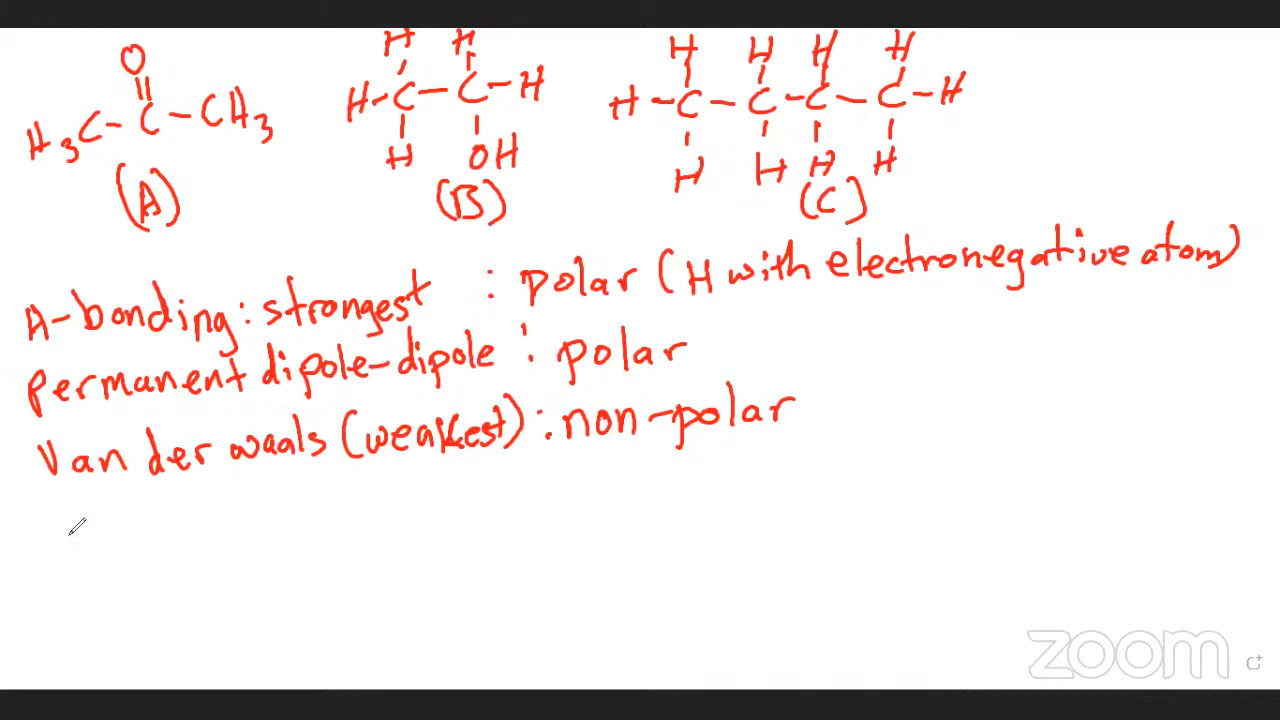 O H H H H H H
H3C-C-CH3 H-C-C-H H-C-C-C-C-H
H OH H H H H
(A) (B) (C)
A-bonding: strongest : polar (H with electronegative atom)
permanent dipole-dipole : polar
Van der waals (weakest) : non-polar
zoom